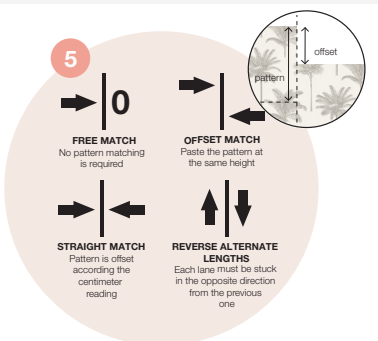 5
offset
pattern
0
FREE MATCH
No pattern matching
is required
OFFSET MATCH
Paste the pattern at
the same height
STRAIGHT MATCH
Pattern is offset
according the
centimeter
reading
REVERSE ALTERNATE
LENGTHS
Each lane must be stuck
in the opposite direction
from the previous
one